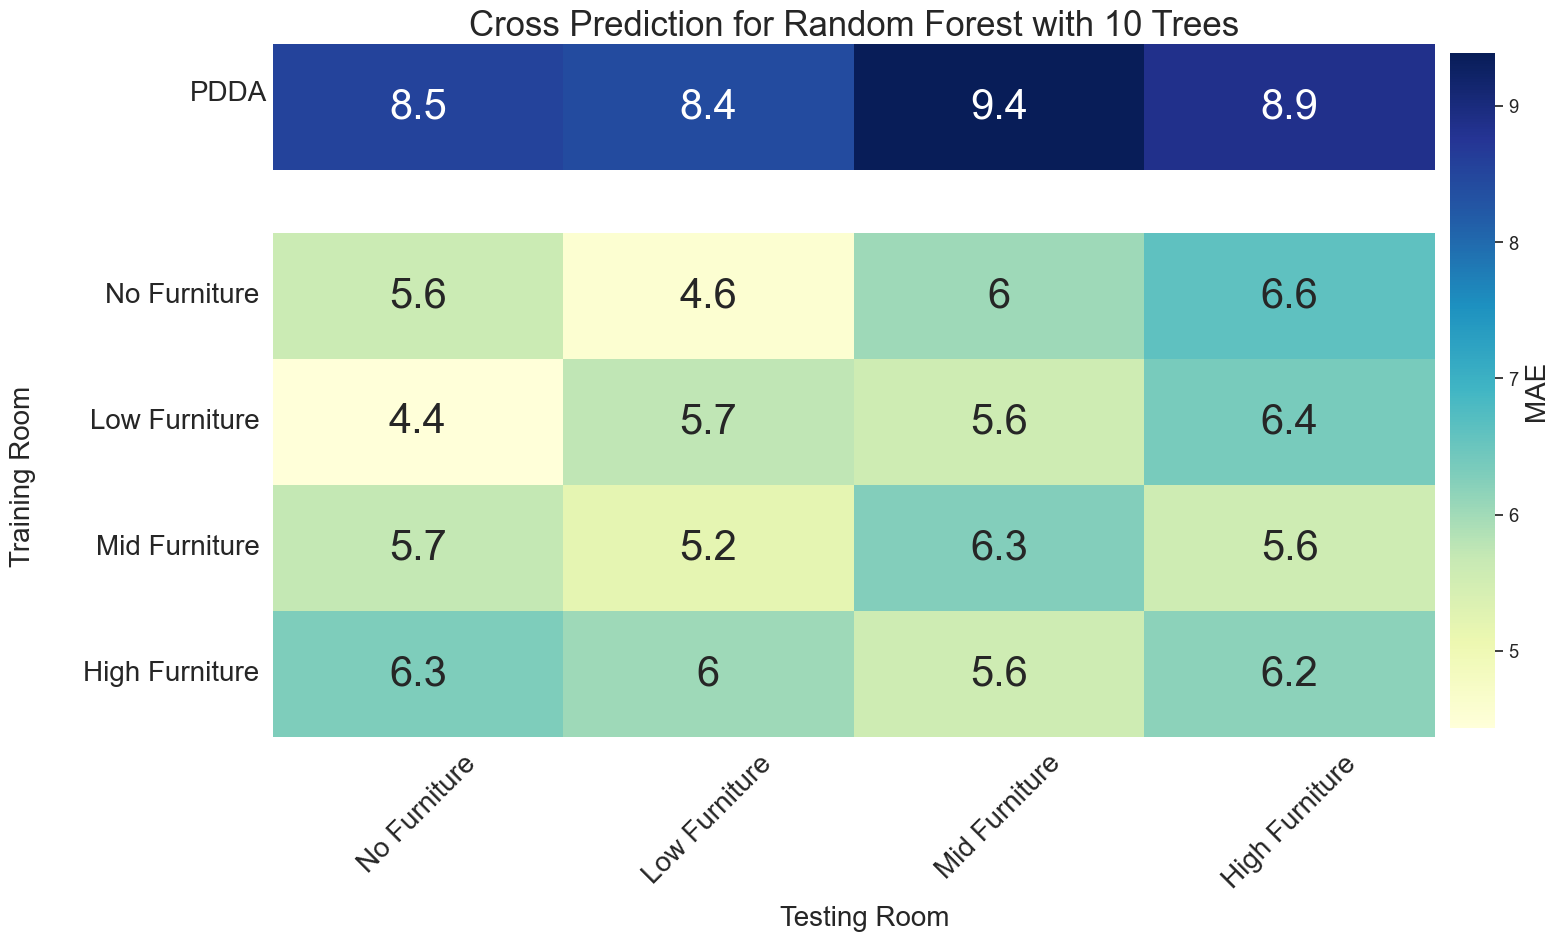 Cross Prediction for Random Forest with 10 Trees
PDDA 8.5 8.4 9.4 8.9
No Furniture 5.6 4.6 6 6.6
Low Furniture 4.4 5.7 5.6 6.4
Mid Furniture 5.7 5.2 6.3 5.6
High Furniture 6.3 6 5.6 6.2
Training Room
No Furniture Low Furniture Mid Furniture High Furniture
Testing Room
9
8
7
6
5
MAE